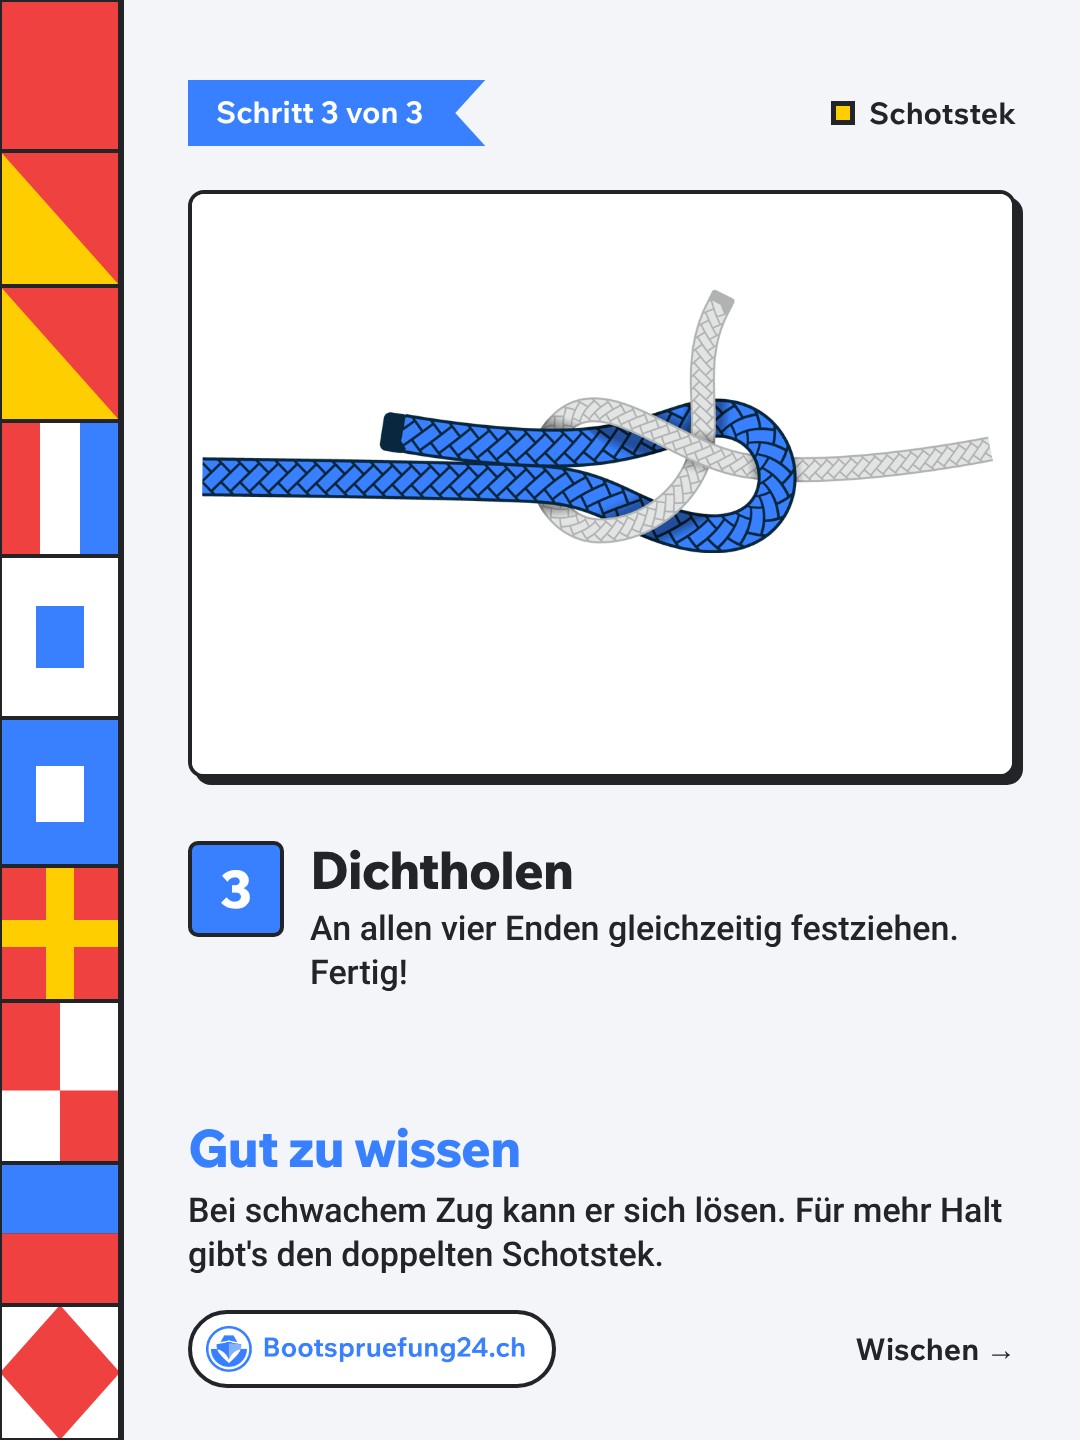 Schritt 3 von 3
Schotstek
3
Dichtholen
An allen vier Enden gleichzeitig festziehen.
Fertig!
Gut zu wissen
Bei schwachem Zug kann er sich lösen. Für mehr Halt
gibt's den doppelten Schotstek.
Bootspruefung24.ch
Wischen →